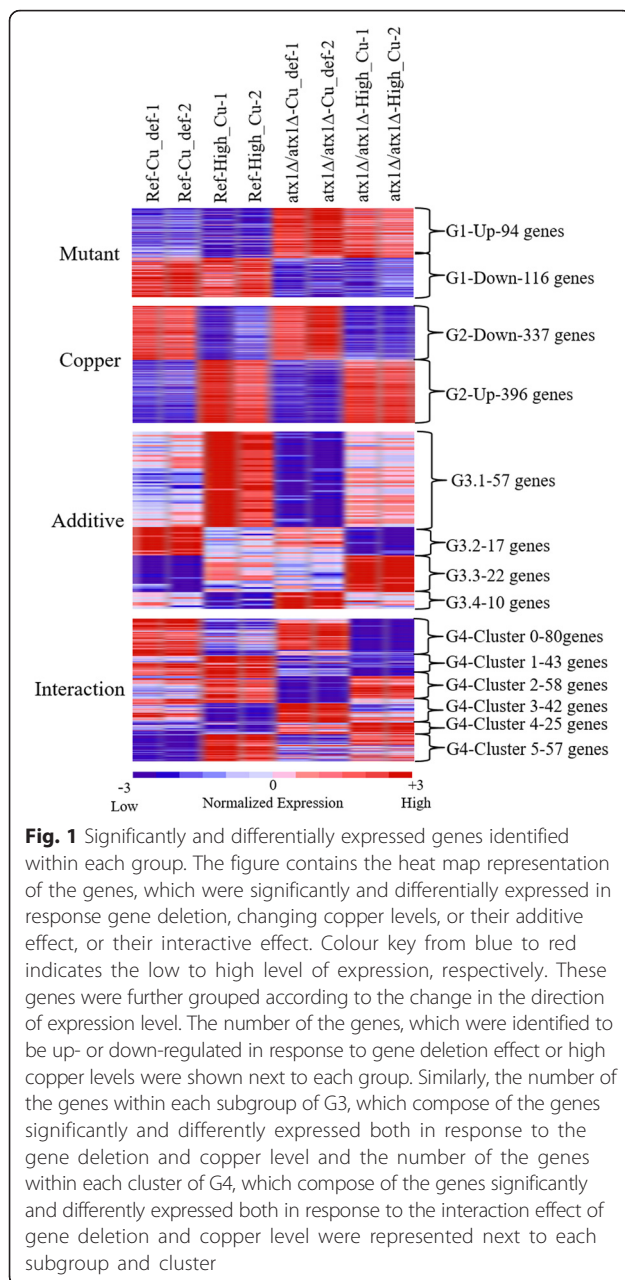 Ref-Cu_def-1
Ref-Cu_def-2
Ref-High_Cu-1
Ref-High_Cu-2
atx1Δ/atx1Δ-Cu_def-1
atx1Δ/atx1Δ-Cu_def-2
atx1Δ/atx1Δ-High_Cu-1
atx1Δ/atx1Δ-High_Cu-2
Mutant
G1-Up-94 genes
G1-Down-116 genes
Copper
G2-Down-337 genes
G2-Up-396 genes
Additive
G3.1-57 genes
G3.2-17 genes
G3.3-22 genes
G3.4-10 genes
Interaction
G4-Cluster 0-80genes
G4-Cluster 1-43 genes
G4-Cluster 2-58 genes
G4-Cluster 3-42 genes
G4-Cluster 4-25 genes
G4-Cluster 5-57 genes
-3 0 +3
Low Normalized Expression High
Fig. 1 Significantly and differentially expressed genes identified
within each group. The figure contains the heat map representation
of the genes, which were significantly and differentially expressed in
response gene deletion, changing copper levels, or their additive
effect, or their interactive effect. Colour key from blue to red
indicates the low to high level of expression, respectively. These
genes were further grouped according to the change in the direction
of expression level. The number of the genes, which were identified to
be up- or down-regulated in response to gene deletion effect or high
copper levels were shown next to each group. Similarly, the number of
the genes within each subgroup of G3, which compose of the genes
significantly and differently expressed both in response to the
gene deletion and copper level and the number of the genes
within each cluster of G4, which compose of the genes significantly
and differently expressed both in response to the interaction effect of
gene deletion and copper level were represented next to each
subgroup and cluster